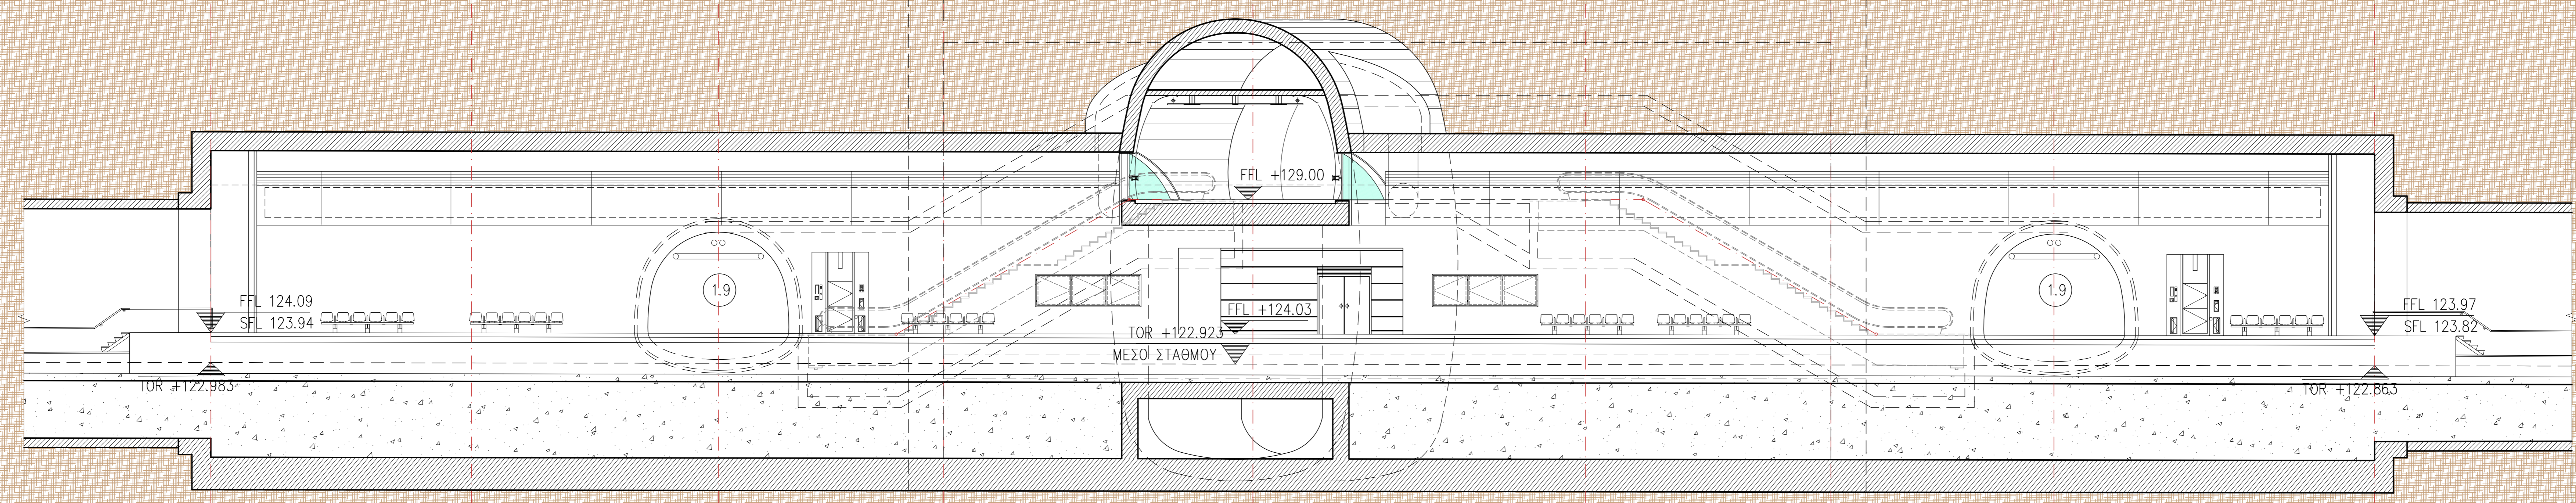 FFL +129.00
1.9
1.9
FFL 124.09
SFL 123.94
FFL +124.03
FFL 123.97
SFL 123.82
TOR +122.923
ΜΕΣΟΙ ΣΤΑΘΜΟΥ
TOR +122.983
TOR +122.863